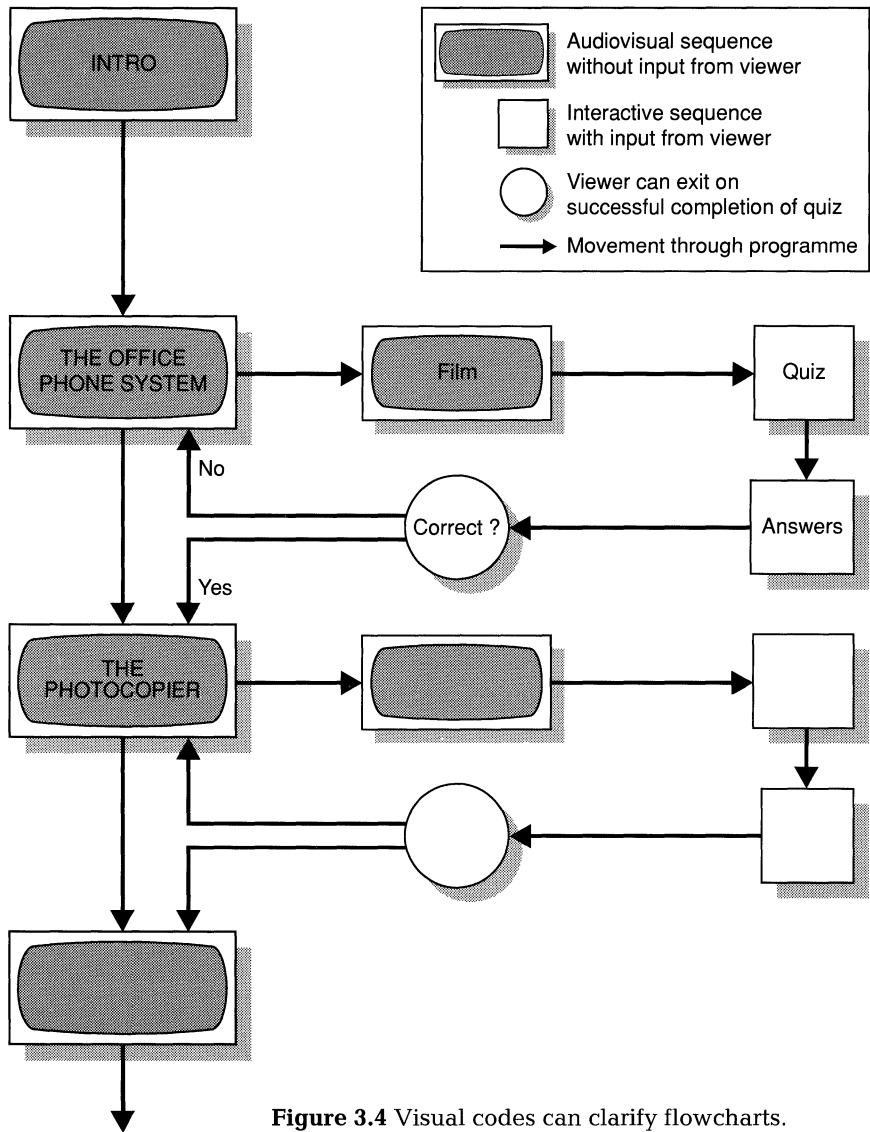 INTRO
Audiovisual sequence
without input from viewer
Interactive sequence
with input from viewer
Viewer can exit on
successful completion of quiz
Movement through programme
THE OFFICE
PHONE SYSTEM
Film
Quiz
No
Correct ?
Answers
Yes
THE
PHOTOCOPIER
Figure 3.4 Visual codes can clarify flowcharts.